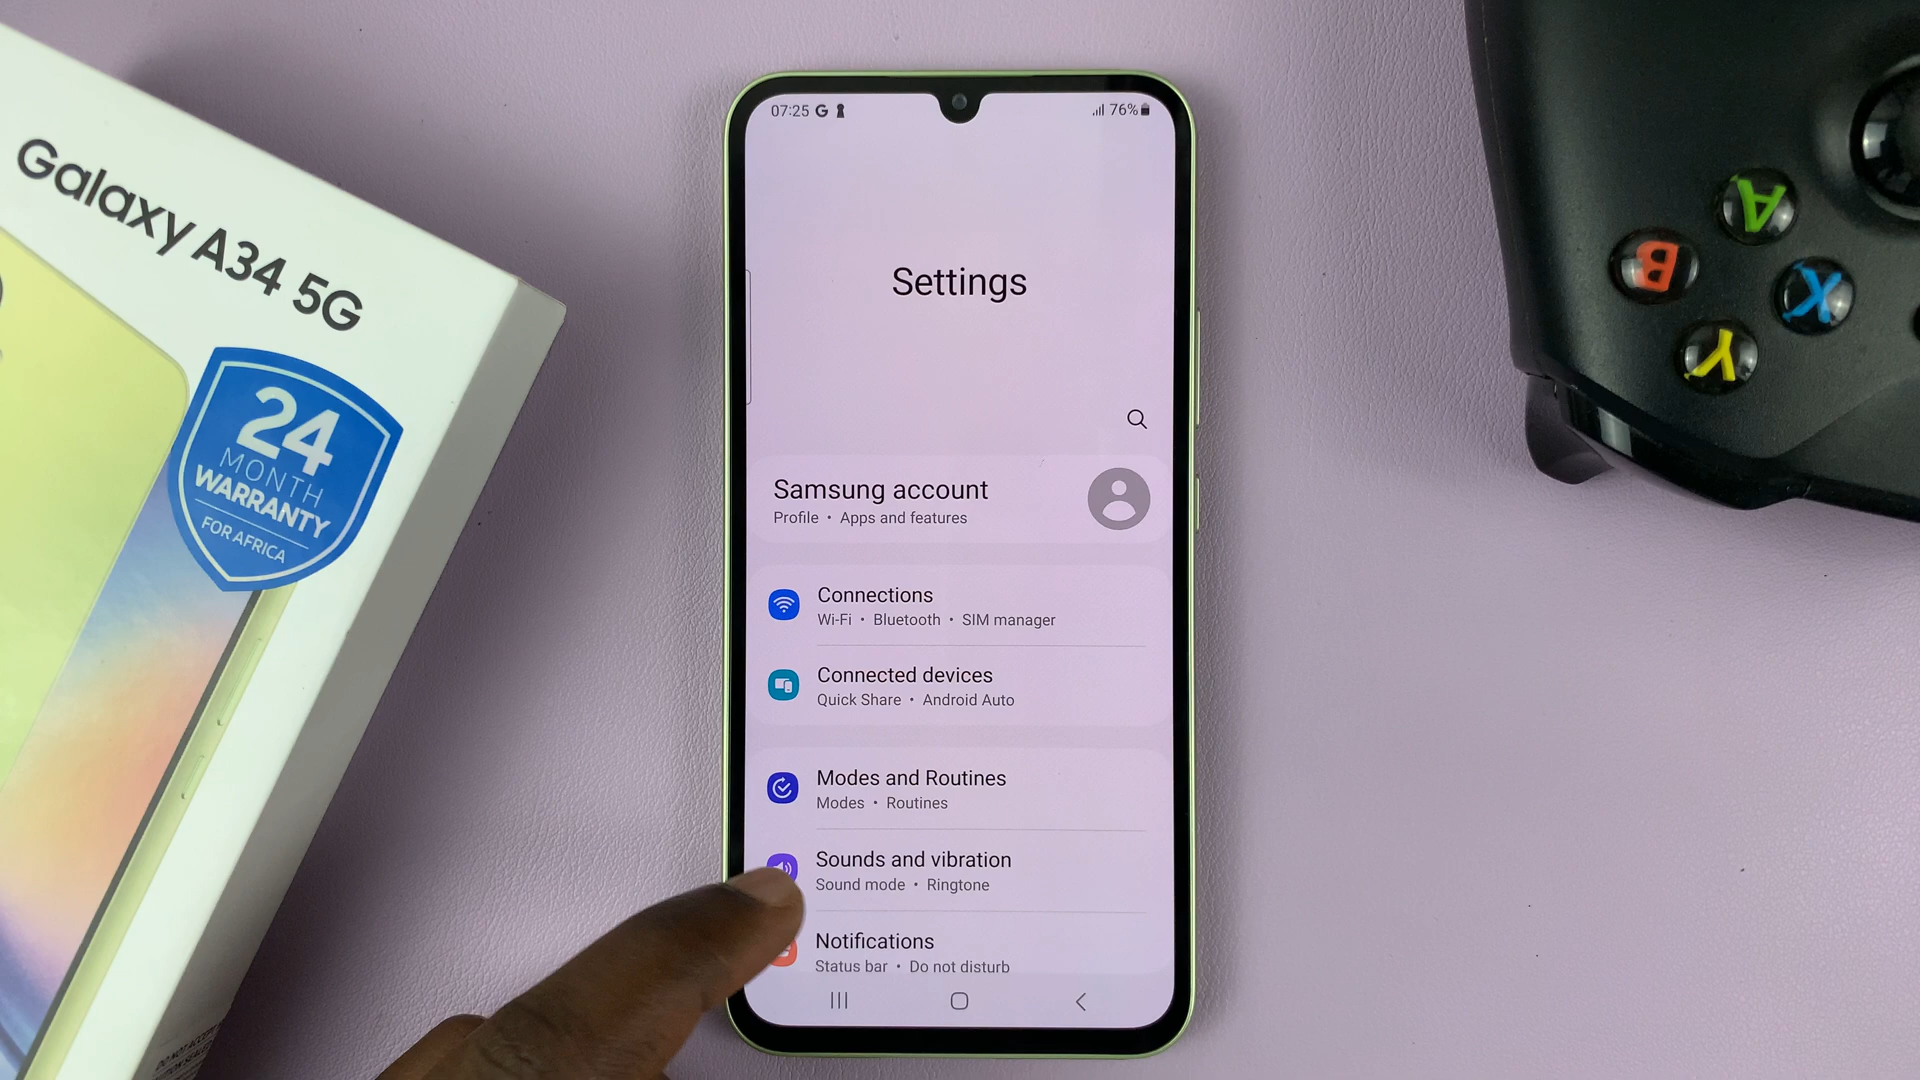 Galaxy A34 5G
24
MONTH
WARRANTY
FOR AFRICA
07:25 G
76%
Settings
Samsung account
Profile • Apps and features
Connections
Wi-Fi • Bluetooth • SIM manager
Connected devices
Quick Share • Android Auto
Modes and Routines
Modes • Routines
Sounds and vibration
Sound mode • Ringtone
Notifications
Status bar • Do not disturb
A
B
X
Y